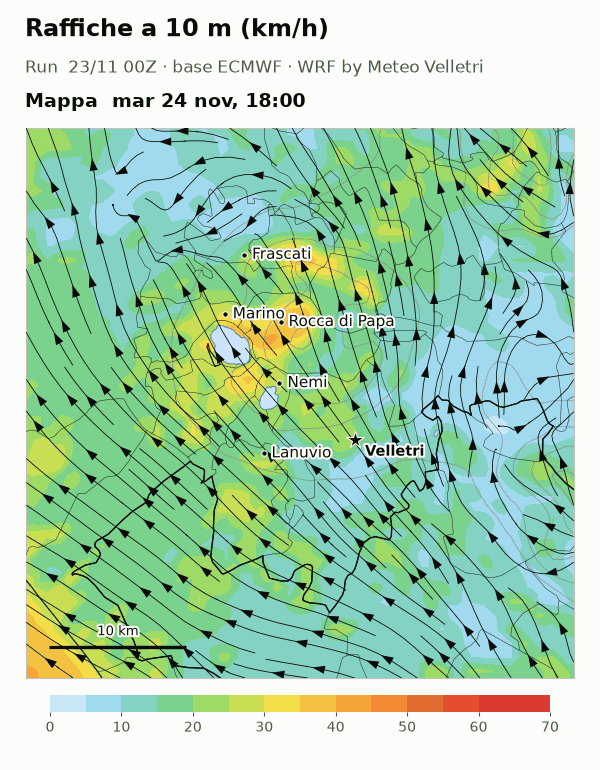 Raffiche a 10 m (km/h)
Run  23/11 00Z · base ECMWF · WRF by Meteo Velletri
Mappa  mar 24 nov, 18:00
Frascati
Marino
Rocca di Papa
Nemi
Velletri
Lanuvio
10 km
0 10 20 30 40 50 60 70